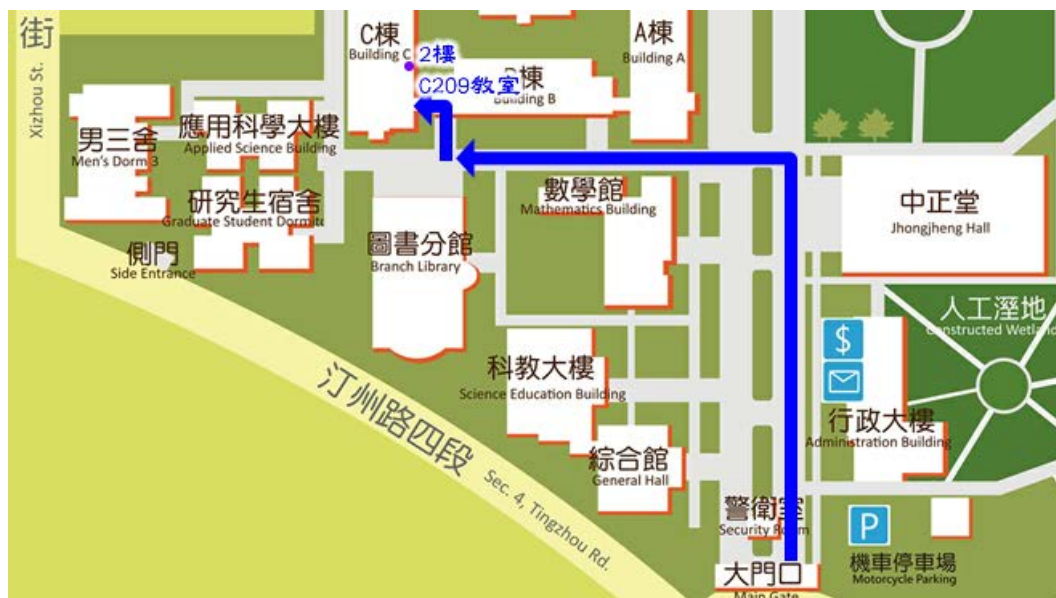 街
Xizhou St.
C棟
Building C
2樓
C209教室
A棟
Building A
B棟
Building B
男三舍
Men's Dorm 3
應用科學大樓
Applied Science Building
研究生宿舍
Graduate Student Dormitc
側門
Side Entrance
圖書分館
Branch Library
數學館
Mathematics Building
中正堂
Jhongjheng Hall
人工溼地
Constructed Wetland
$
科教大樓
Science Education Building
行政大樓
Administration Building
汀州路四段
Sec. 4, Tingzhou Rd.
綜合館
General Hall
警衛室
Security Room
P
機車停車場
Motorcycle Parking
大門口
Main Gate